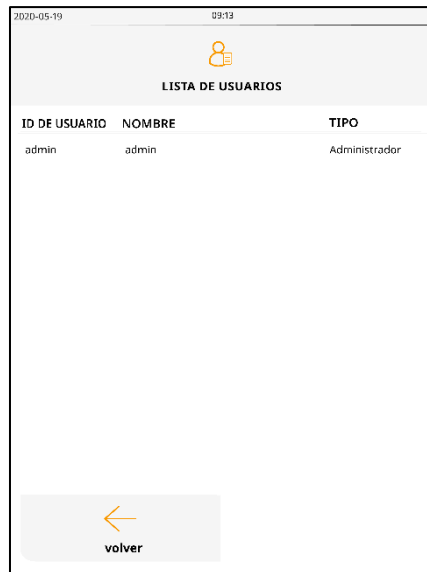 2020-05-19 09:13
LISTA DE USUARIOS
ID DE USUARIO NOMBRE TIPO
admin admin Administrador
volver